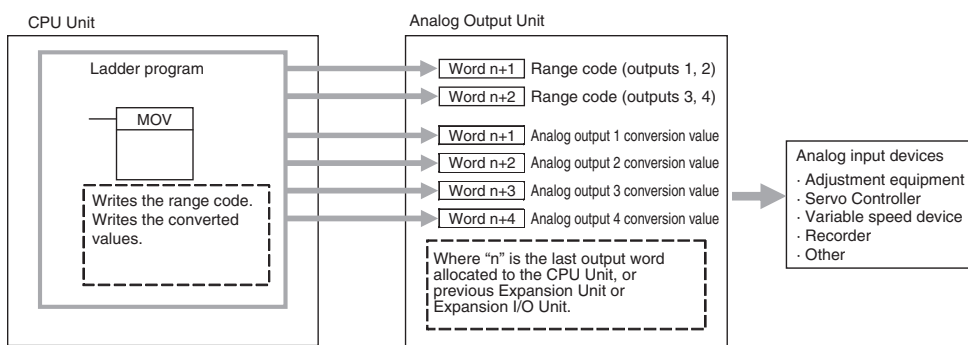 CPU Unit
Analog Output Unit
Ladder program
MOV
Writes the range code.
Writes the converted
values.
Word n+1 Range code (outputs 1, 2)
Word n+2 Range code (outputs 3, 4)
Word n+1 Analog output 1 conversion value
Word n+2 Analog output 2 conversion value
Word n+3 Analog output 3 conversion value
Word n+4 Analog output 4 conversion value
Where “n” is the last output word
allocated to the CPU Unit, or
previous Expansion Unit or
Expansion I/O Unit.
Analog input devices
· Adjustment equipment
· Servo Controller
· Variable speed device
· Recorder
· Other